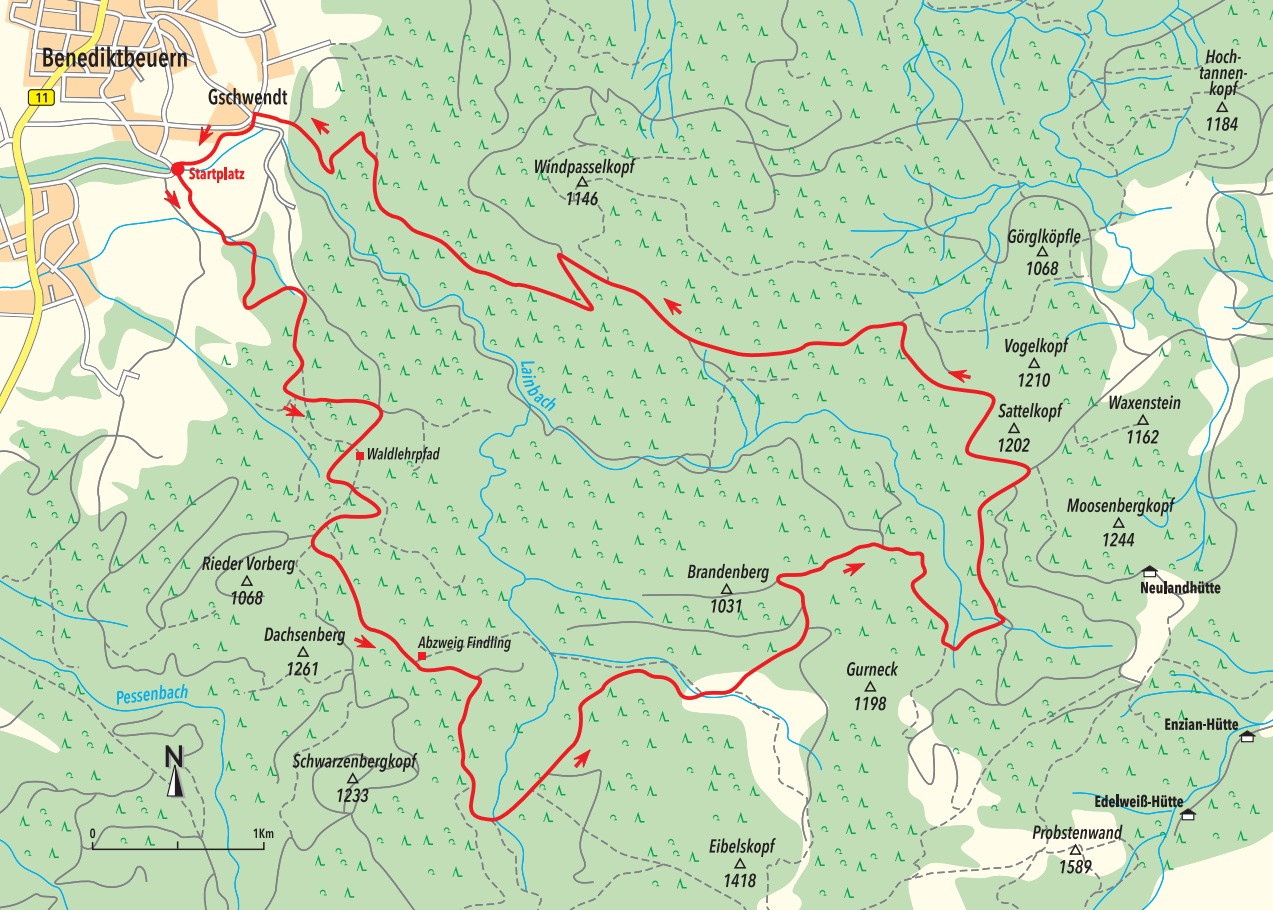 Benediktbeuern
11
Gschwendt
Startplatz
Hoch-
tannen-
kopf
1184
Windpasselkopf
1146
Görglköpfle
1068
Vogelkopf
1210
Lainbach
Sattelkopf
1202
Waxenstein
1162
Waldlehrpfad
Moosenbergkopf
1244
Rieder Vorberg
1068
Brandenberg
1031
Neulandhütte
Dachsenberg
1261
Abzweig Findling
Gurneck
1198
Pessenbach
Enzian-Hütte
N
Schwarzenbergkopf
1233
Edelweiß-Hütte
0
1Km
Eibelskopf
1418
Probstenwand
1589